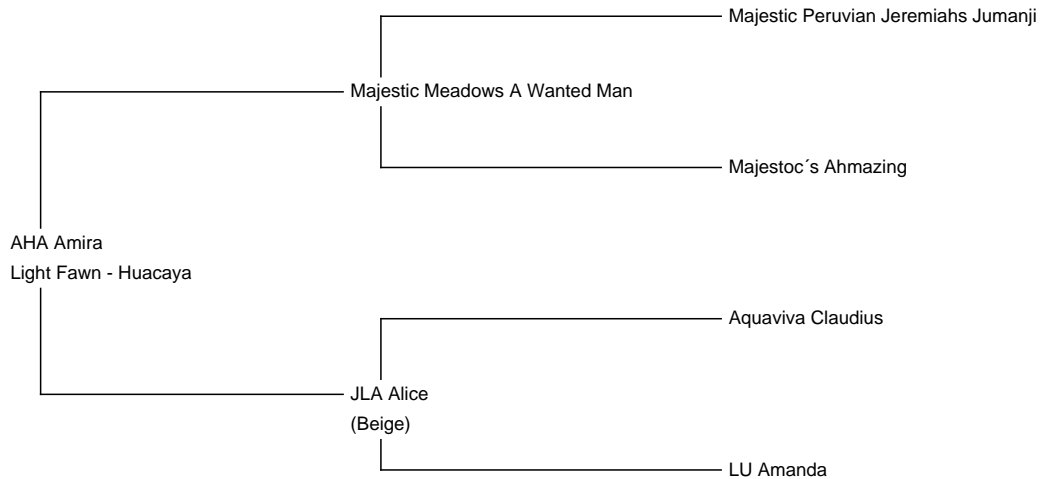 Majestic Peruvian Jeremiahs Jumanji
Majestic Meadows A Wanted Man
Majestoc´s Ahmazing
AHA Amira
Light Fawn - Huacaya
Aquaviva Claudius
JLA Alice
(Beige)
LU Amanda